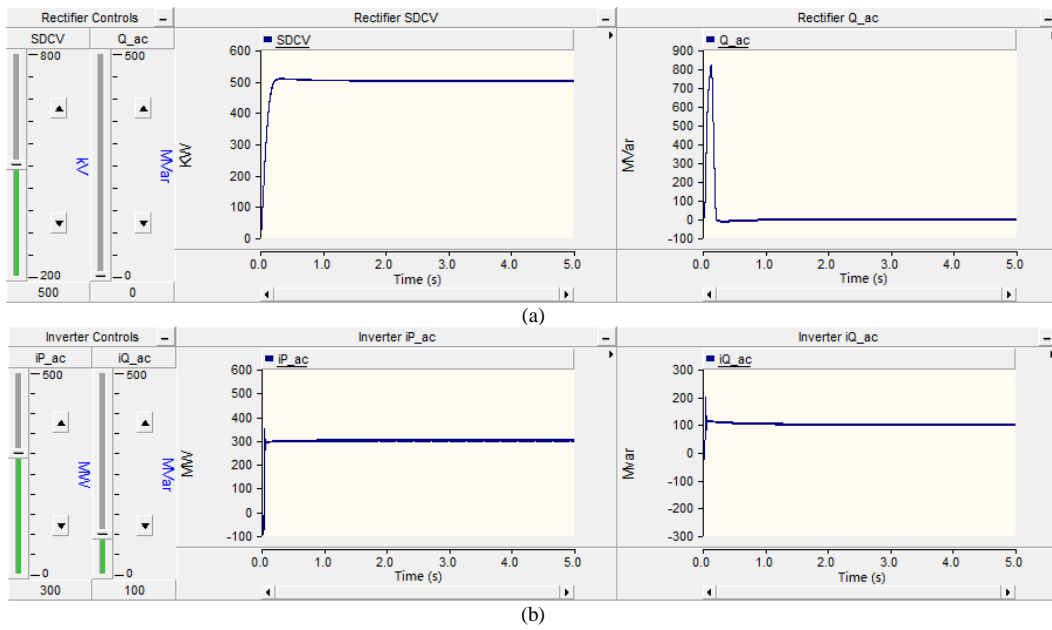 Rectifier Controls
SDCV Q_ac
800 500
kV MVar
200 0
500 0
Rectifier SDCV
SDCV
600
500
400
300
200
100
0
KW
0.0 1.0 2.0 3.0 4.0 5.0
Time (s)
Rectifier Q_ac
Q_ac
900
800
700
600
500
400
300
200
100
0
-100
MVar
0.0 1.0 2.0 3.0 4.0 5.0
Time (s)
(a)
Inverter Controls
iP_ac iQ_ac
500 500
MW MVar
0 0
300 100
Inverter iP_ac
iP_ac
600
500
400
300
200
100
0
-100
MW
0.0 1.0 2.0 3.0 4.0 5.0
Time (s)
Inverter iQ_ac
iQ_ac
300
200
100
0
-100
-200
-300
Mvar
0.0 1.0 2.0 3.0 4.0 5.0
Time (s)
(b)